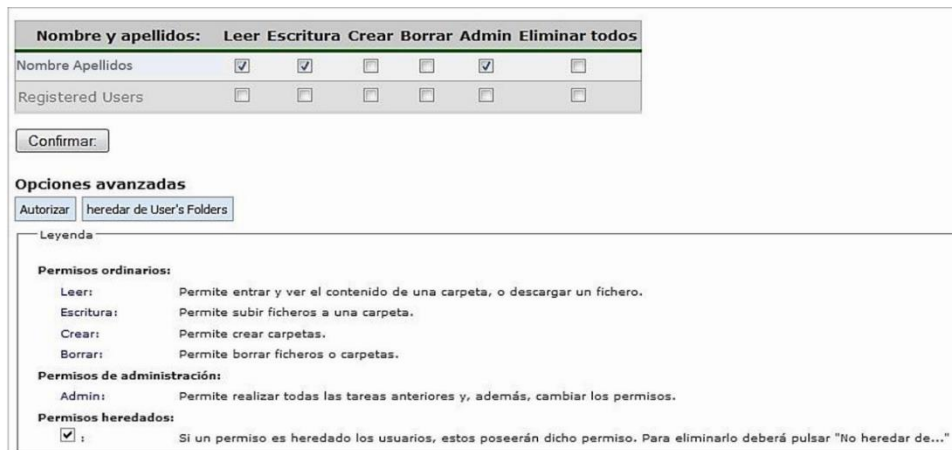 Nombre y apellidos: Leer Escritura Crear Borrar Admin Eliminar todos
Nombre Apellidos
Registered Users
Confirmar:
Opciones avanzadas
Autorizar heredar de User's Folders
Leyenda
Permisos ordinarios:
Leer: Permite entrar y ver el contenido de una carpeta, o descargar un fichero.
Escritura: Permite subir ficheros a una carpeta.
Crear: Permite crear carpetas.
Borrar: Permite borrar ficheros o carpetas.
Permisos de administración:
Admin: Permite realizar todas las tareas anteriores y, además, cambiar los permisos.
Permisos heredados:
: Si un permiso es heredado los usuarios, estos poseerán dicho permiso. Para eliminarlo deberá pulsar "No heredar de..."